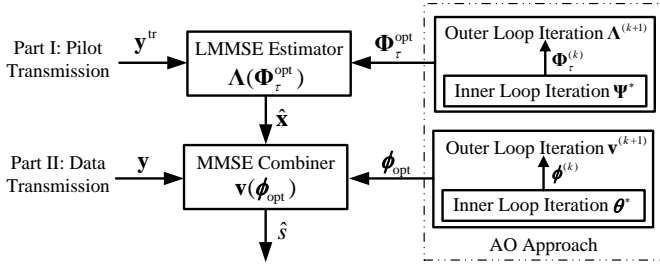 Part I: Pilot
Transmission
y^tr
LMMSE Estimator
Λ(Φ_τ^opt)
Φ_τ^opt
Outer Loop Iteration Λ^(k+1)
Φ_τ^(k)
Inner Loop Iteration Ψ*
x̂
Part II: Data
Transmission
y
MMSE Combiner
v(ϕ_opt)
ϕ_opt
Outer Loop Iteration v^(k+1)
ϕ^(k)
Inner Loop Iteration θ*
ŝ
AO Approach